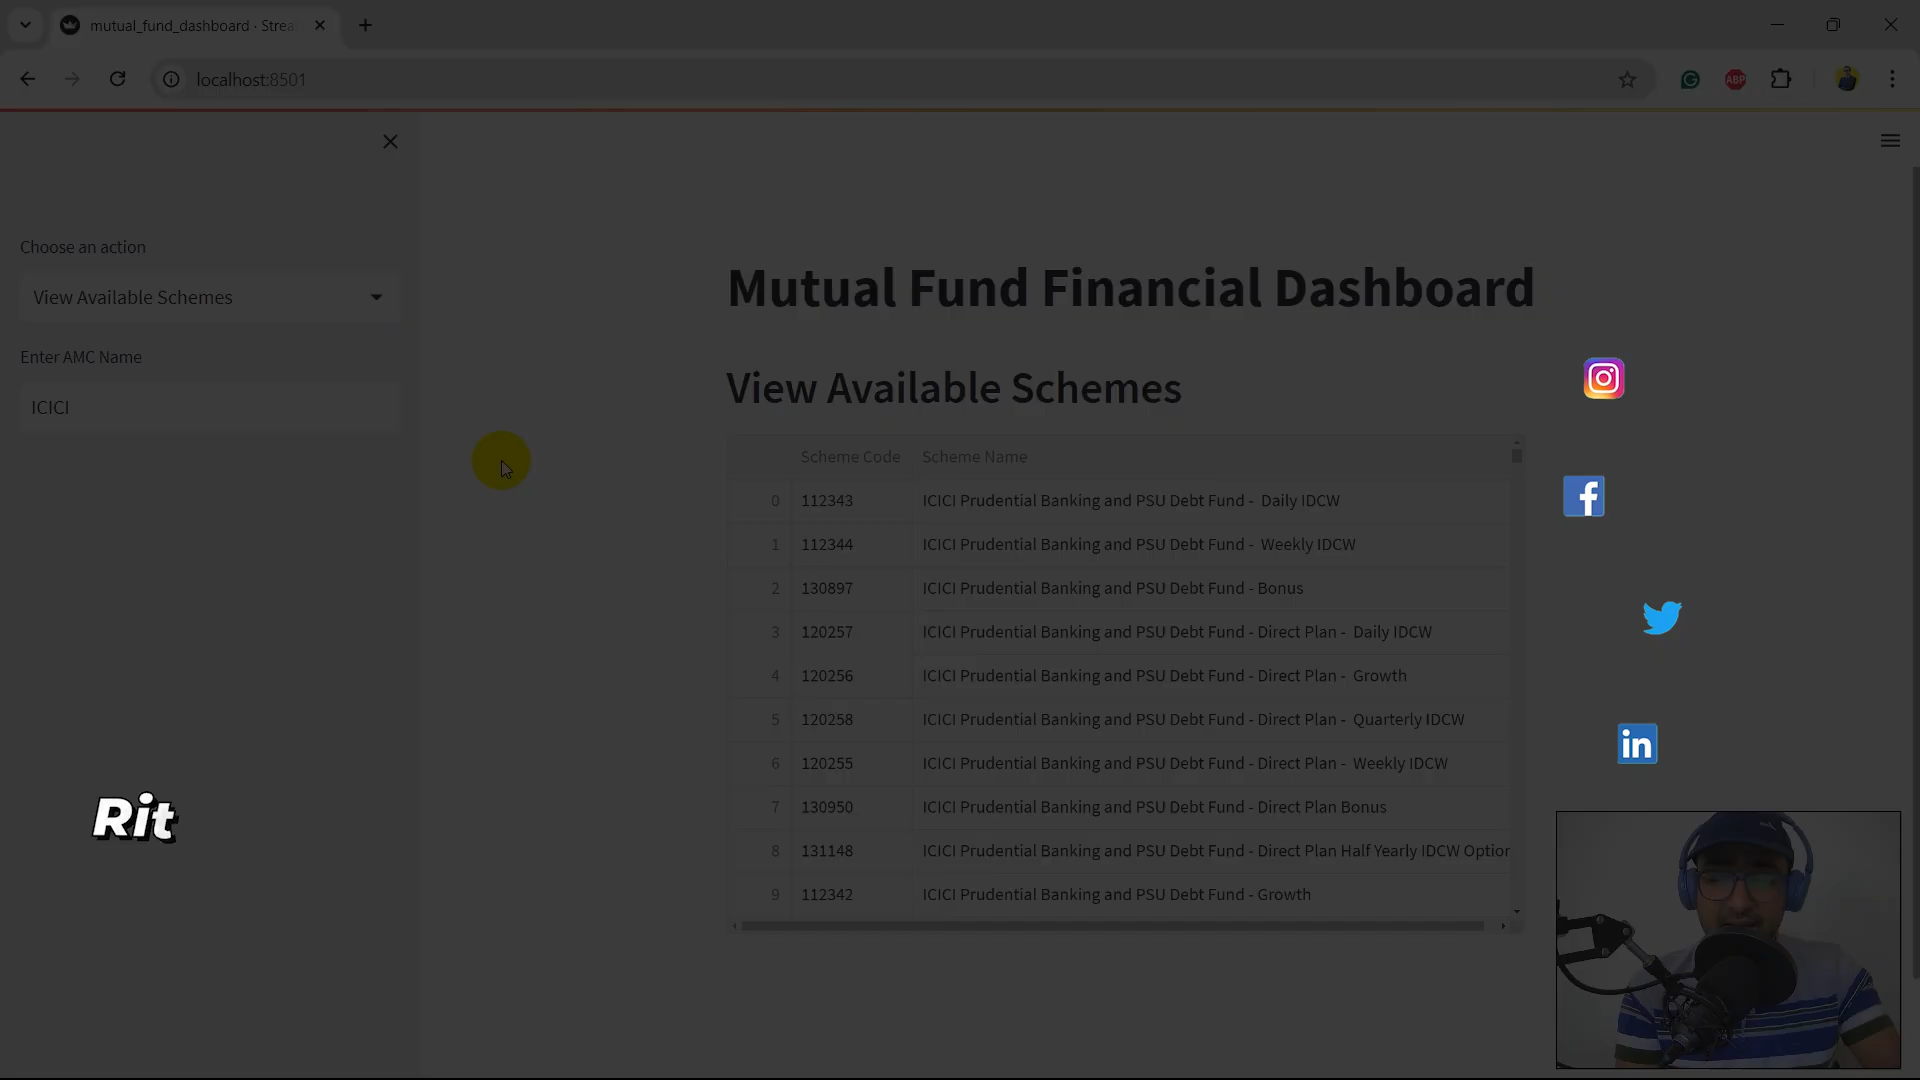 mutual_fund_dashboard · Strea
localhost:8501
ABP
Choose an action
View Available Schemes
Enter AMC Name
ICICI
Mutual Fund Financial Dashboard
View Available Schemes
Scheme Code Scheme Name
0 112343 ICICI Prudential Banking and PSU Debt Fund - Daily IDCW
1 112344 ICICI Prudential Banking and PSU Debt Fund - Weekly IDCW
2 130897 ICICI Prudential Banking and PSU Debt Fund - Bonus
3 120257 ICICI Prudential Banking and PSU Debt Fund - Direct Plan - Daily IDCW
4 120256 ICICI Prudential Banking and PSU Debt Fund - Direct Plan - Growth
5 120258 ICICI Prudential Banking and PSU Debt Fund - Direct Plan - Quarterly IDCW
6 120255 ICICI Prudential Banking and PSU Debt Fund - Direct Plan - Weekly IDCW
7 130950 ICICI Prudential Banking and PSU Debt Fund - Direct Plan Bonus
8 131148 ICICI Prudential Banking and PSU Debt Fund - Direct Plan Half Yearly IDCW Option
9 112342 ICICI Prudential Banking and PSU Debt Fund - Growth
f
in
Rit